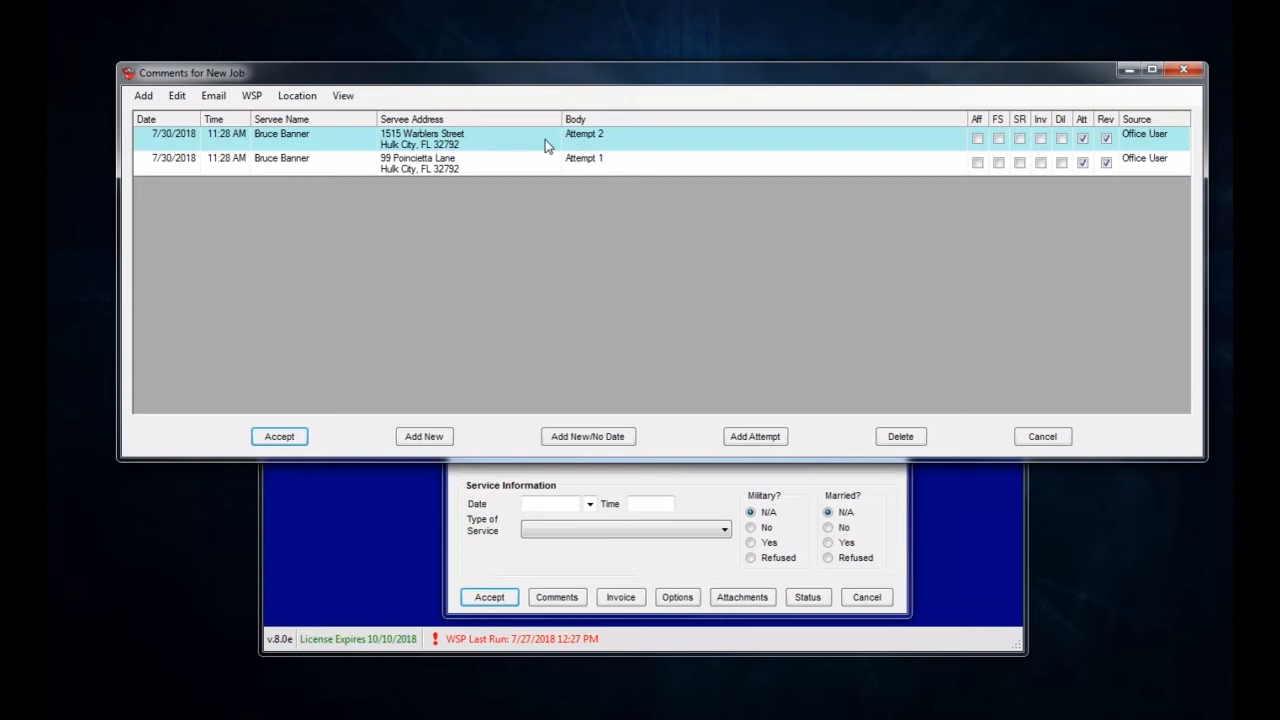 Comments for New Job
Add Edit Email WSP Location View
Date Time Servee Name Servee Address Body Aff FS SR Inv Dil Att Rev Source
7/30/2018 11:28 AM Bruce Banner 1515 Warblers Street Attempt 2 Office User
Hulk City, FL 32792
7/30/2018 11:28 AM Bruce Banner 99 Poincietta Lane Attempt 1 Office User
Hulk City, FL 32792
Accept Add New Add New/No Date Add Attempt Delete Cancel
Service Information
Military? Married?
Date Time N/A N/A
Type of Service No No
Yes Yes
Refused Refused
Accept Comments Invoice Options Attachments Status Cancel
v.8.0e License Expires 10/10/2018 WSP Last Run: 7/27/2018 12:27 PM